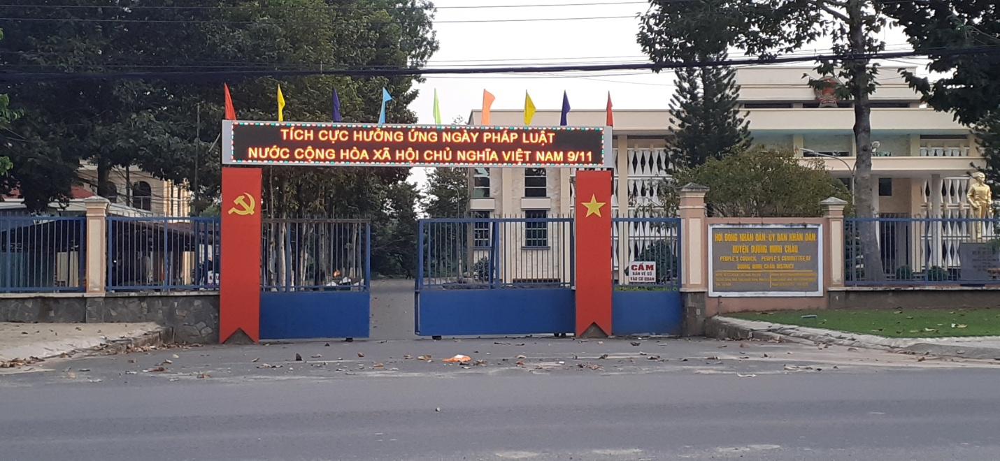 TÍCH CỰC HƯỞNG ỨNG NGÀY PHÁP LUẬT
NƯỚC CỘNG HÒA XÃ HỘI CHỦ NGHĨA VIỆT NAM 9/11
CẤM
BÁN VÉ SỐ
VÀO CƠ QUAN
HỘI ĐỒNG NHÂN DÂN-ỦY BAN NHÂN DÂN
HUYỆN DƯƠNG MINH CHÂU
PEOPLE'S COUNCIL PEOPLE'S COMMITTEE OF
DUONG MINH CHAU DISTRICT